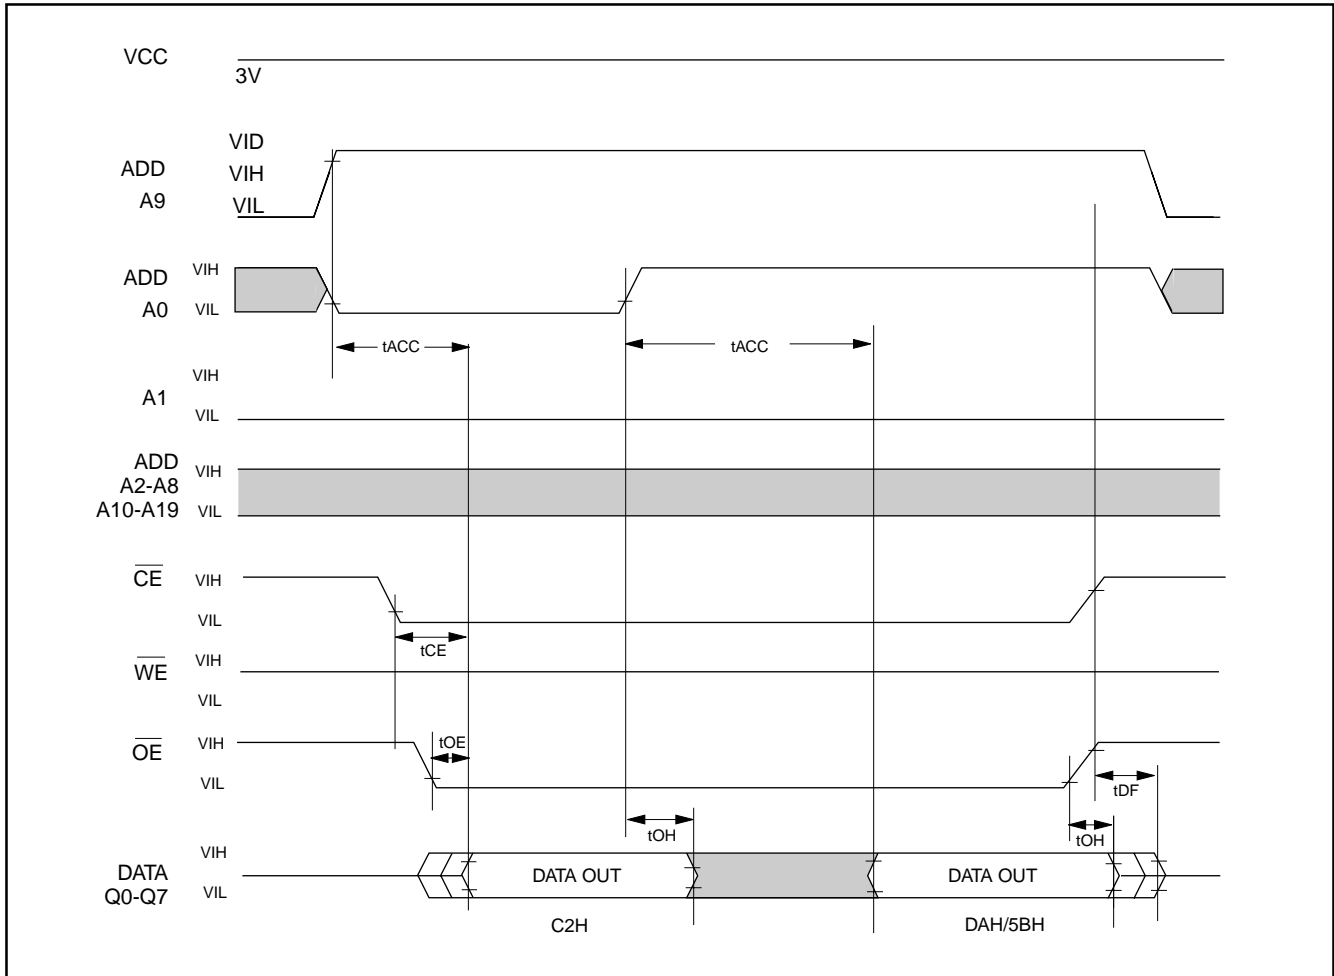 VCC
3V
VID
ADD
VIH
A9
VIL
ADD
VIH
A0
VIL
tACC
tACC
VIH
A1
VIL
ADD
VIH
A2-A8
A10-A19
VIL
CE
VIH
VIL
tCE
WE
VIH
VIL
OE
VIH
tOE
VIL
tDF
tOH
tOH
VIH
DATA
DATA OUT
DATA OUT
Q0-Q7
VIL
C2H
DAH/5BH